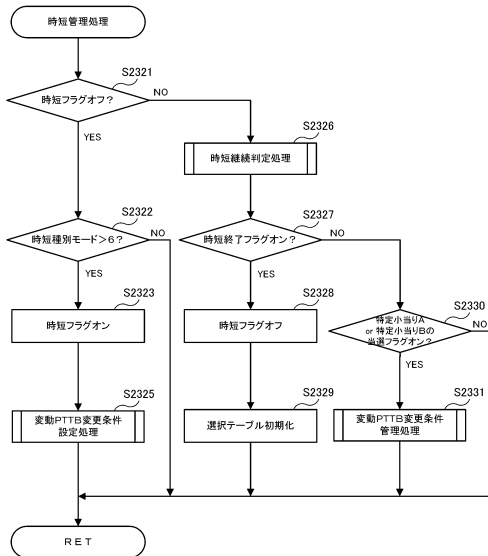 時短管理処理
S2321
時短フラグオフ?
NO
YES
S2326
時短継続判定処理
S2322
時短種別モード>6?
NO
YES
S2327
時短終了フラグオン?
NO
YES
S2323
時短フラグオン
S2328
時短フラグオフ
S2330
特定小当りA
or 特定小当りBの
当選フラグオン?
NO
YES
S2325
変動PTTB変更条件
設定処理
S2329
選択テーブル初期化
S2331
変動PTTB変更条件
管理処理
RET